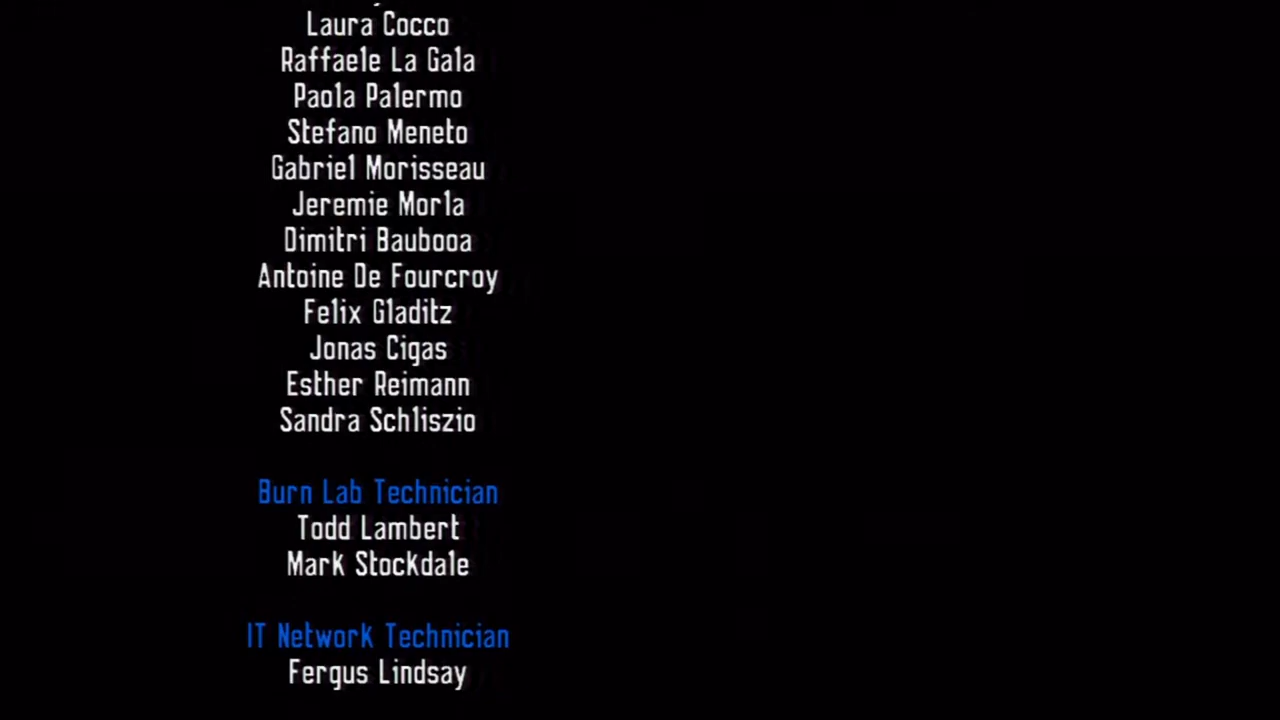 Laura Cocco
Raffaele La Gala
Paola Palermo
Stefano Meneto
Gabriel Morisseau
Jeremie Morla
Dimitri Baubooa
Antoine De Fourcroy
Felix Gladitz
Jonas Cigas
Esther Reimann
Sandra Schliszio
Burn Lab Technician
Todd Lambert
Mark Stockdale
IT Network Technician
Fergus Lindsay